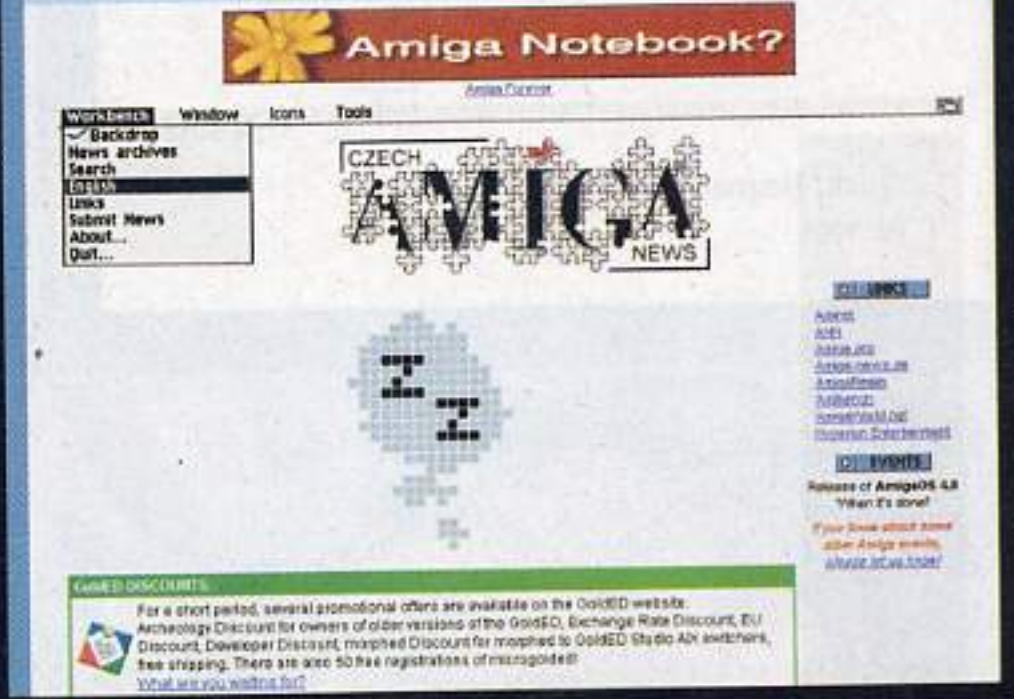 Amiga Notebook?
Workbench Window Icons Tools
Backdrop
News archives
Search
English
Links
Submit News
About...
Quit...
CZECH
AMIGA
NEWS
Z
Z
LINKS
Aminet
ANN
Amiga.org
Amiga-news.de
AmigaWorld.net
Hyperion Entertainment
EVENTS
Release of AmigaOS 4.0
"When it's done!"
If you know about some
other Amiga events,
please let us know!
GoldED DISCOUNTS
For a short period, several promotional offers are available on the GoldED website.
Archeology Discount for owners of older versions of the GoldED, Exchange Rate Discount, EU
Discount, Developer Discount, morphed Discount for morphed to GoldED Studio AIX switchers,
free shipping. There are also 50 free registrations of microgolded!
What are you waiting for?